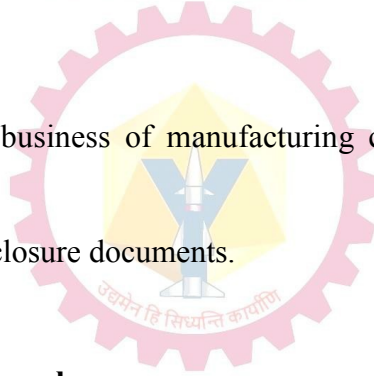 business of manufacturing
closure documents.
उद्यमेन हि सिध्यन्ति कार्याणि